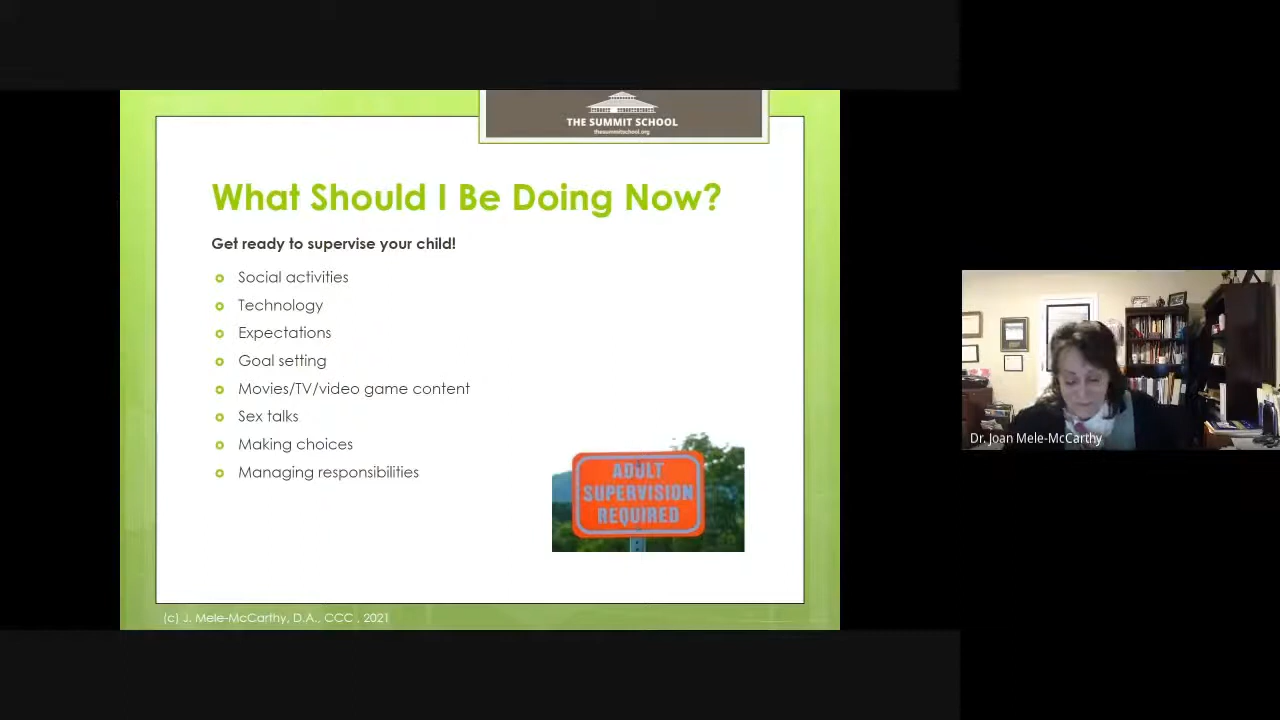 THE SUMMIT SCHOOL
thesummitschool.org
What Should I Be Doing Now?
Get ready to supervise your child!
Social activities
Technology
Expectations
Goal setting
Movies/TV/video game content
Sex talks
Making choices
Managing responsibilities
ADULT
SUPERVISION
REQUIRED
(c) J. Mele-McCarthy, D.A., CCC , 2021
Dr. Joan Mele-McCarthy